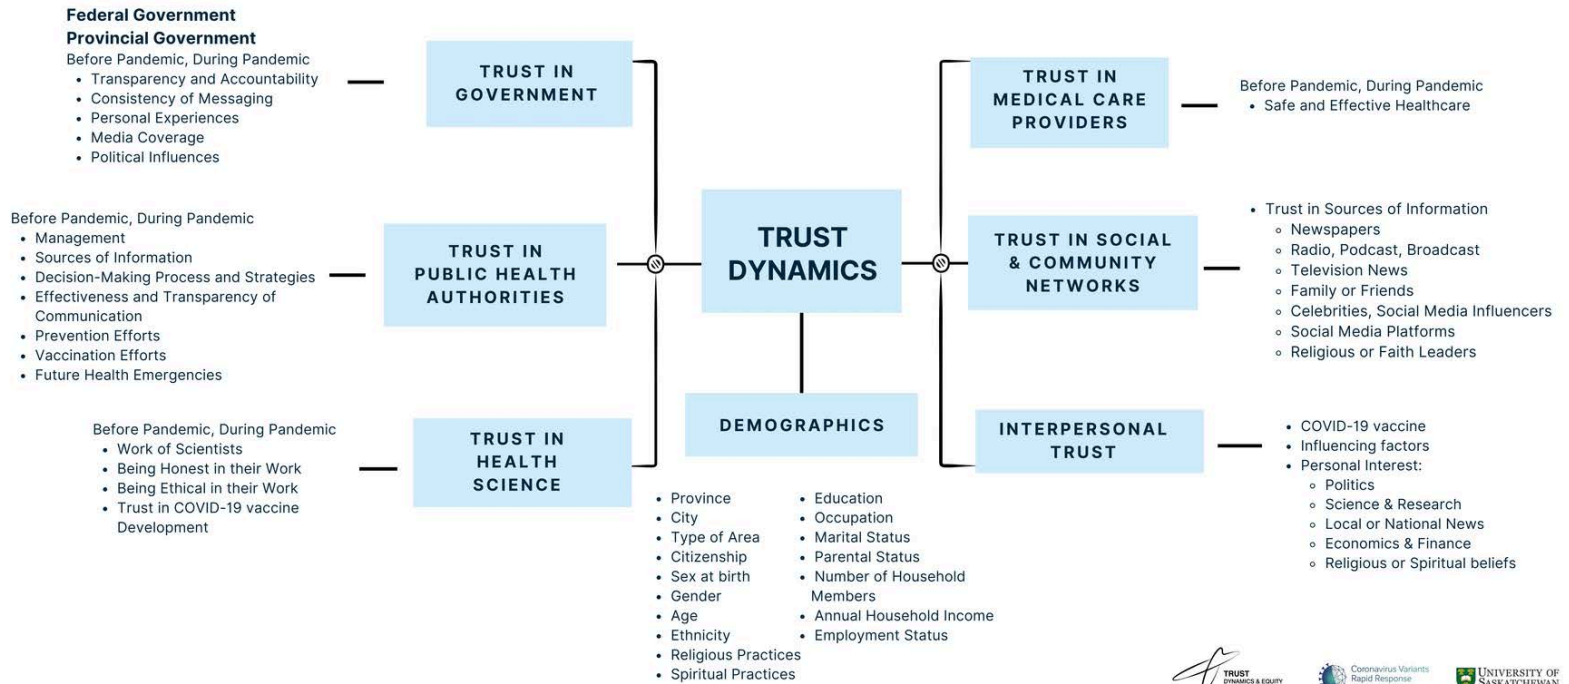 Federal Government
Provincial Government
Before Pandemic, During Pandemic
• Transparency and Accountability
• Consistency of Messaging
• Personal Experiences
• Media Coverage
• Political Influences
TRUST IN
GOVERNMENT
Before Pandemic, During Pandemic
• Management
• Sources of Information
• Decision-Making Process and Strategies
• Effectiveness and Transparency of
Communication
• Prevention Efforts
• Vaccination Efforts
• Future Health Emergencies
TRUST IN
PUBLIC HEALTH
AUTHORITIES
Before Pandemic, During Pandemic
• Work of Scientists
• Being Honest in their Work
• Being Ethical in their Work
• Trust in COVID-19 vaccine
Development
TRUST IN
HEALTH
SCIENCE
TRUST
DYNAMICS
DEMOGRAPHICS
• Province
• City
• Type of Area
• Citizenship
• Sex at birth
• Gender
• Age
• Ethnicity
• Religious Practices
• Spiritual Practices
• Education
• Occupation
• Marital Status
• Parental Status
• Number of Household
Members
• Annual Household Income
• Employment Status
TRUST IN
MEDICAL CARE
PROVIDERS
Before Pandemic, During Pandemic
• Safe and Effective Healthcare
TRUST IN SOCIAL
& COMMUNITY
NETWORKS
• Trust in Sources of Information
◦ Newspapers
◦ Radio, Podcast, Broadcast
◦ Television News
◦ Family or Friends
◦ Celebrities, Social Media Influencers
◦ Social Media Platforms
◦ Religious or Faith Leaders
INTERPERSONAL
TRUST
• COVID-19 vaccine
• Influencing factors
• Personal Interest:
◦ Politics
◦ Science & Research
◦ Local or National News
◦ Economics & Finance
◦ Religious or Spiritual beliefs
TRUST
DYNAMICS & EQUITY
Coronavirus Variants
Rapid Response
UNIVERSITY OF
SASKATCHEWAN